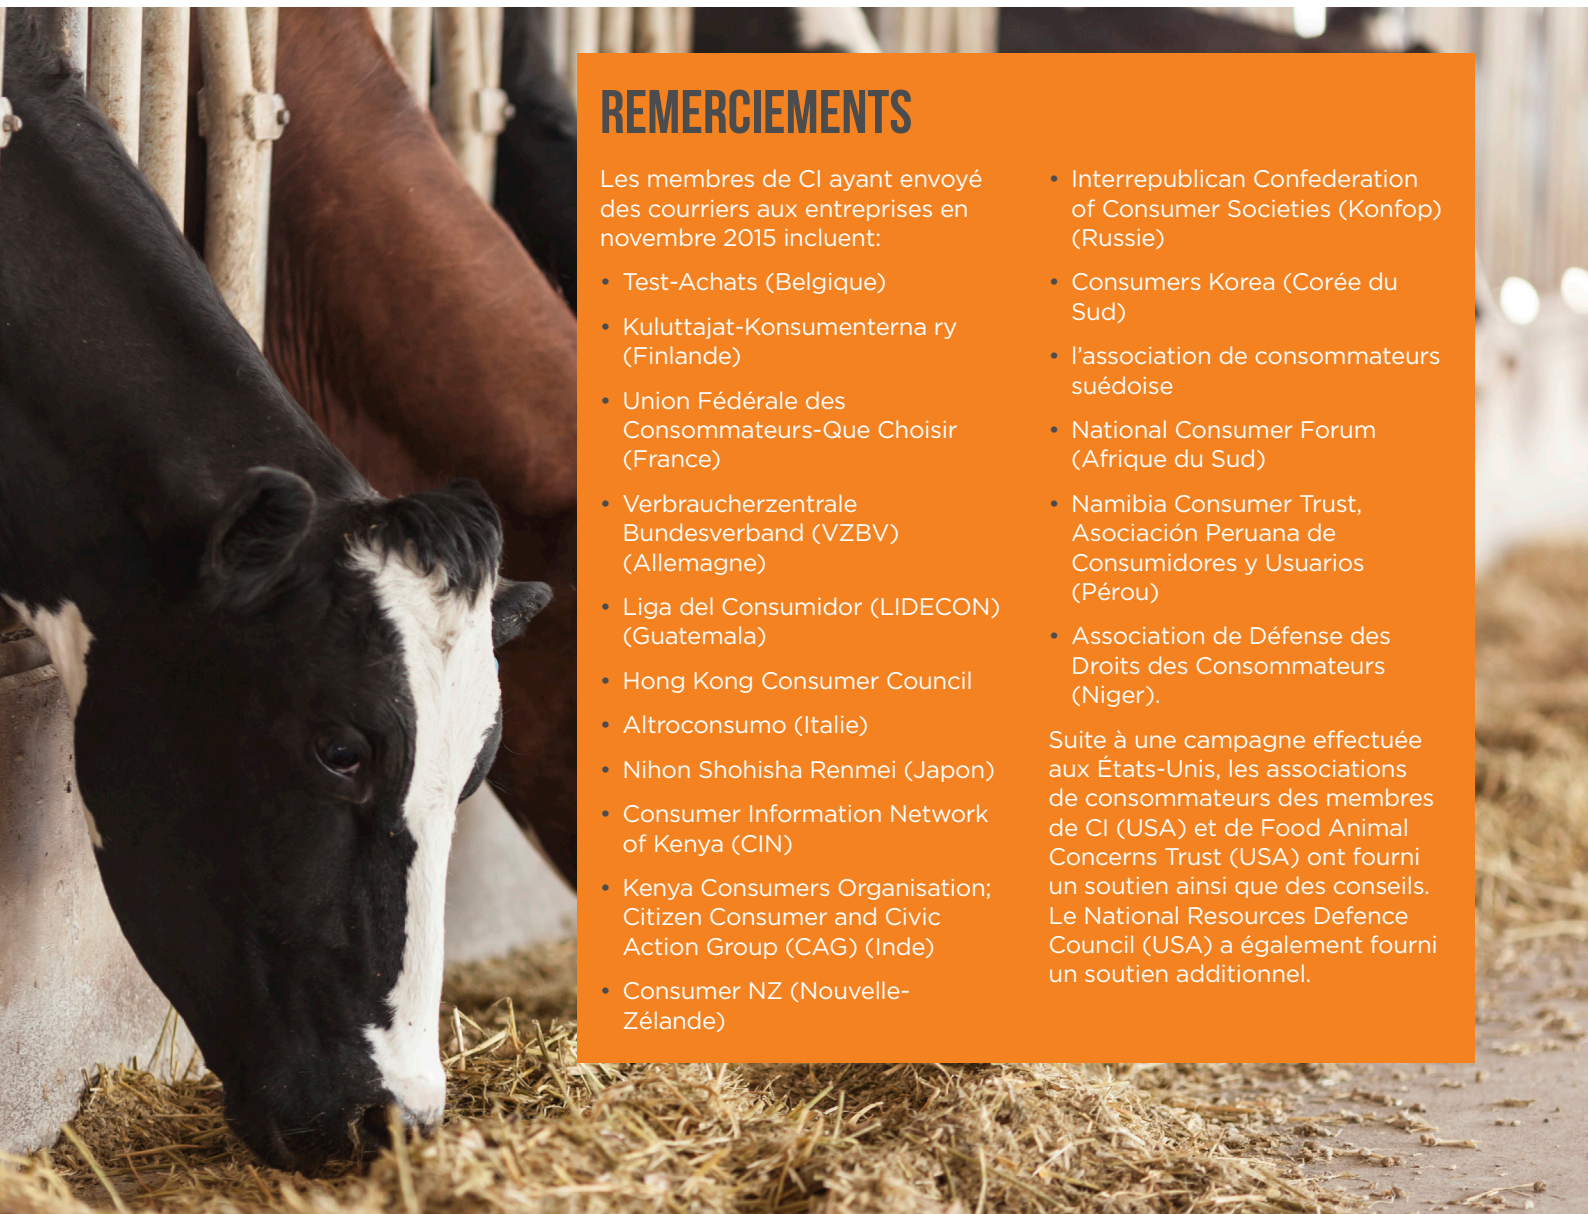 REMERCIEMENTS
Les membres de CI ayant envoyé
des courriers aux entreprises en
novembre 2015 incluent:
• Test-Achats (Belgique)
• Kuluttajat-Konsumenterna ry
(Finlande)
• Union Fédérale des
Consommateurs-Que Choisir
(France)
• Verbraucherzentrale
Bundesverband (VZBV)
(Allemagne)
• Liga del Consumidor (LIDECON)
(Guatemala)
• Hong Kong Consumer Council
• Altroconsumo (Italie)
• Nihon Shohisha Renmei (Japon)
• Consumer Information Network
of Kenya (CIN)
• Kenya Consumers Organisation;
Citizen Consumer and Civic
Action Group (CAG) (Inde)
• Consumer NZ (Nouvelle-
Zélande)
• Interrepublican Confederation
of Consumer Societies (Konfop)
(Russie)
• Consumers Korea (Corée du
Sud)
• l’association de consommateurs
suédoise
• National Consumer Forum
(Afrique du Sud)
• Namibia Consumer Trust,
Asociación Peruana de
Consumidores y Usuarios
(Pérou)
• Association de Défense des
Droits des Consommateurs
(Niger).
Suite à une campagne effectuée
aux États-Unis, les associations
de consommateurs des membres
de CI (USA) et de Food Animal
Concerns Trust (USA) ont fourni
un soutien ainsi que des conseils.
Le National Resources Defence
Council (USA) a également fourni
un soutien additionnel.